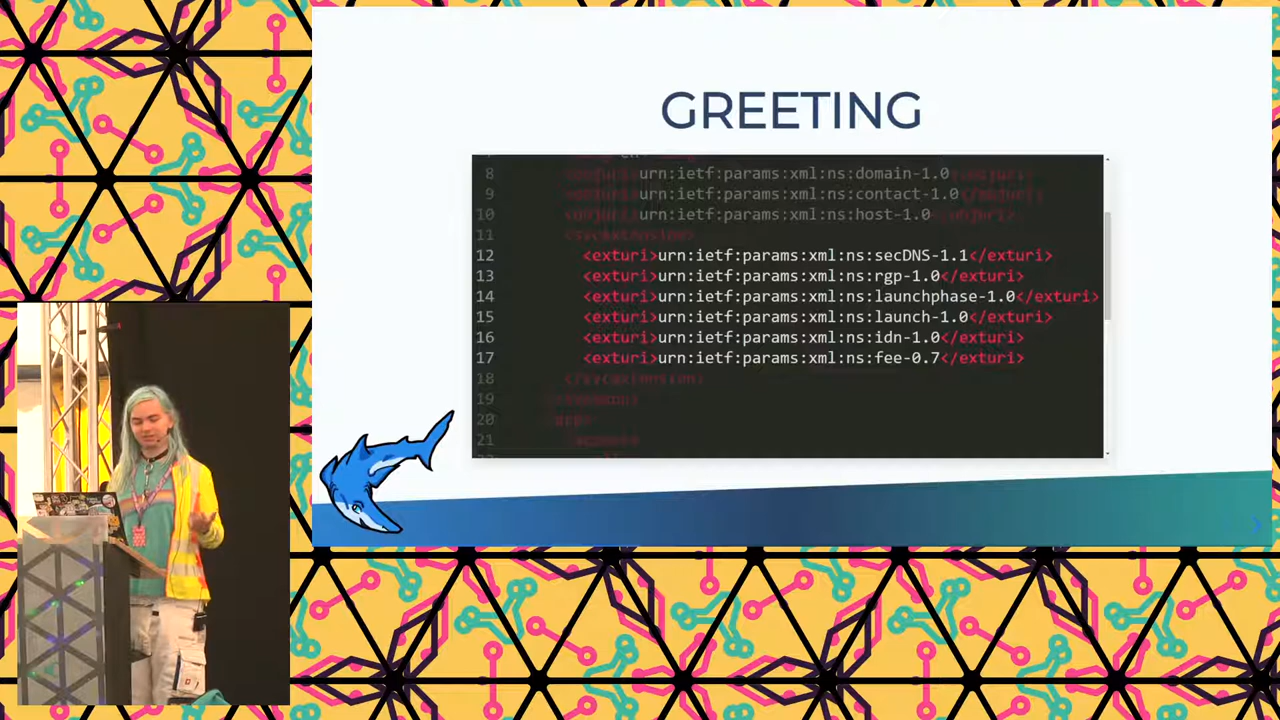 GREETING
8 urn:ietf:params:xml:ns:domain-1.0
9 urn:ietf:params:xml:ns:contact-1.0
10 urn:ietf:params:xml:ns:host-1.0
11 <svcextension>
12 <exturi>urn:ietf:params:xml:ns:secDNS-1.1</exturi>
13 <exturi>urn:ietf:params:xml:ns:rgp-1.0</exturi>
14 <exturi>urn:ietf:params:xml:ns:launchphase-1.0</exturi>
15 <exturi>urn:ietf:params:xml:ns:launch-1.0</exturi>
16 <exturi>urn:ietf:params:xml:ns:idn-1.0</exturi>
17 <exturi>urn:ietf:params:xml:ns:fee-0.7</exturi>
18 </svcextension>
19
20
21